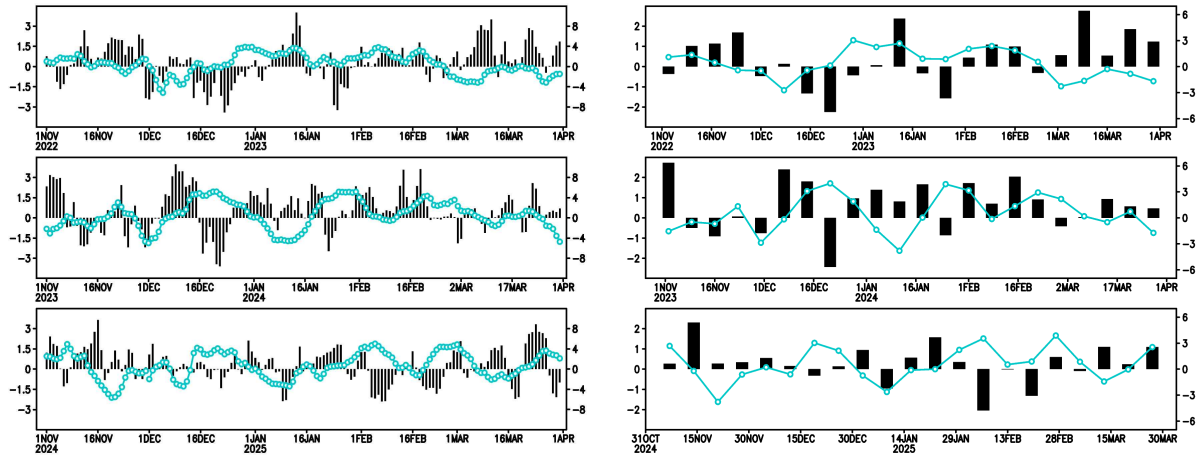 3 8 2 6
1.5 4 1 3
0 0 0 0
-1.5 -4 -1 -3
-3 -8 -2 -6
1NOV 16NOV 1DEC 16DEC 1JAN 16JAN 1FEB 16FEB 1MAR 16MAR 1APR 1NOV 16NOV 1DEC 16DEC 1JAN 16JAN 1FEB 16FEB 1MAR 16MAR 1APR
2022 2023 2022 2023
3 8 2 6
1.5 4 1 3
0 0 0 0
-1.5 -4 -1 -3
-3 -8 -2 -6
1NOV 16NOV 1DEC 16DEC 1JAN 16JAN 1FEB 16FEB 2MAR 17MAR 1APR 1NOV 16NOV 1DEC 16DEC 1JAN 16JAN 1FEB 16FEB 2MAR 17MAR 1APR
2023 2024 2023 2024
3 8 2 6
1.5 4 1 3
0 0 0 0
-1.5 -4 -1 -3
-3 -8 -2 -6
1NOV 16NOV 1DEC 16DEC 1JAN 16JAN 1FEB 16FEB 1MAR 16MAR 1APR 31OCT 15NOV 30NOV 15DEC 30DEC 14JAN 29JAN 13FEB 28FEB 15MAR 30MAR
2024 2025 2024 2025